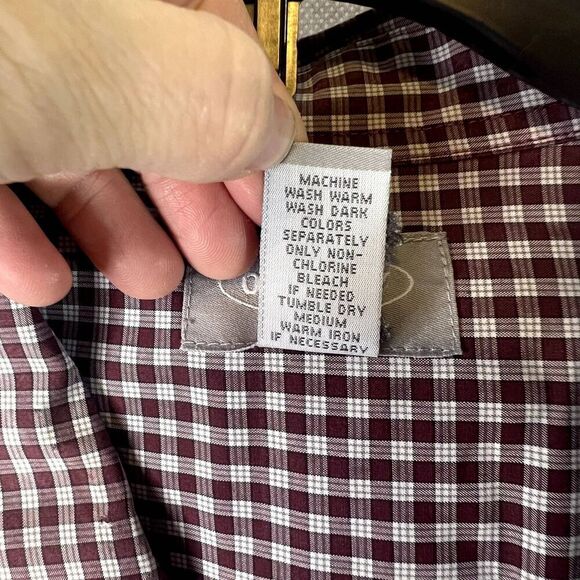 MACHINE
WASH WARM
WASH DARK
COLORS
SEPARATELY
ONLY NON-
CHLORINE
BLEACH
IF NEEDED
TUMBLE DRY
MEDIUM
WARM IRON
IF NECESSARY